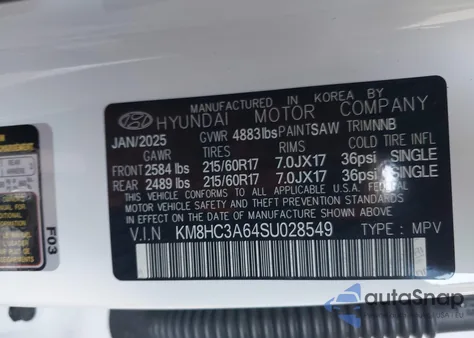 MANUFACTURED IN KOREA BY
HYUNDAI MOTOR COMPANY
JAN/2025 GVWR 4883lbs PAINT SAW TRIM NNB
GAWR TIRES RIMS COLD TIRE INFL
FRONT 2584 lbs 215/60R17 7.0JX17 36psi SINGLE
REAR 2489 lbs 215/60R17 7.0JX17 36psi SINGLE
THIS VEHICLE CONFORMS TO ALL APPLICABLE U.S.A. FEDERAL
MOTOR VEHICLE SAFETY AND THEFT PREVENTION STANDARDS
IN EFFECT ON THE DATE OF MANUFACTURE SHOWN ABOVE.
V.I.N KM8HC3A64SU028549 TYPE : MPV
F03
autoSnap